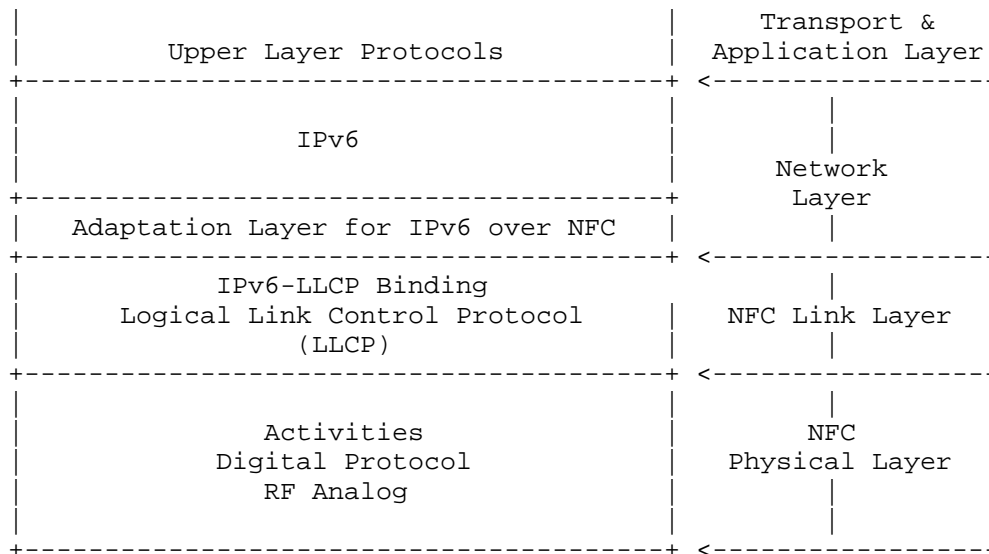 Transport &
Upper Layer Protocols Application Layer
IPv6
Network
Layer
Adaptation Layer for IPv6 over NFC
IPv6-LLCP Binding
Logical Link Control Protocol NFC Link Layer
(LLCP)
Activities NFC
Digital Protocol Physical Layer
RF Analog